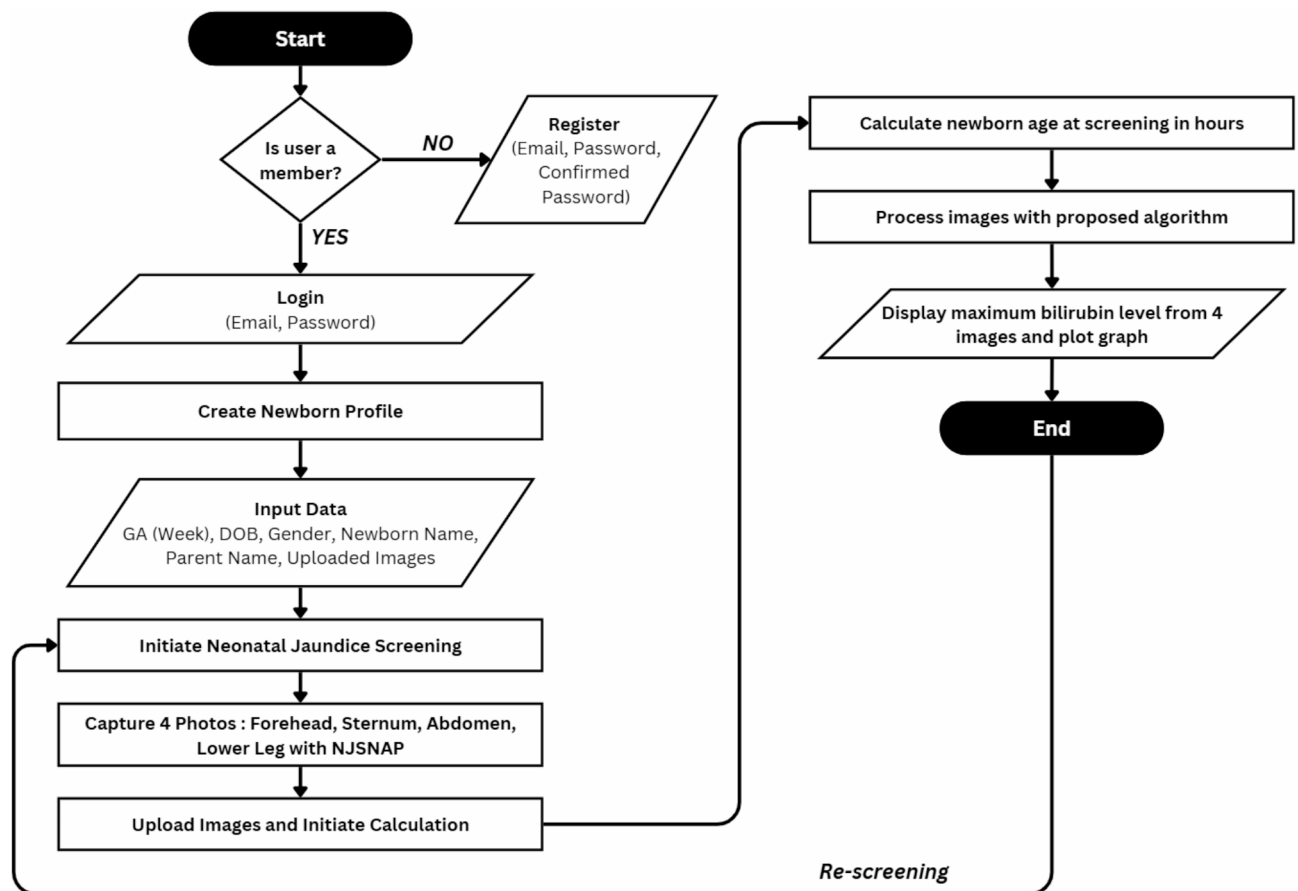 Start
Is user a
member?
NO
Register
(Email, Password,
Confirmed
Password)
YES
Login
(Email, Password)
Create Newborn Profile
Input Data
GA (Week), DOB, Gender, Newborn Name,
Parent Name, Uploaded Images
Initiate Neonatal Jaundice Screening
Capture 4 Photos : Forehead, Sternum, Abdomen,
Lower Leg with NJSNAP
Upload Images and Initiate Calculation
Calculate newborn age at screening in hours
Process images with proposed algorithm
Display maximum bilirubin level from 4
images and plot graph
End
Re-screening